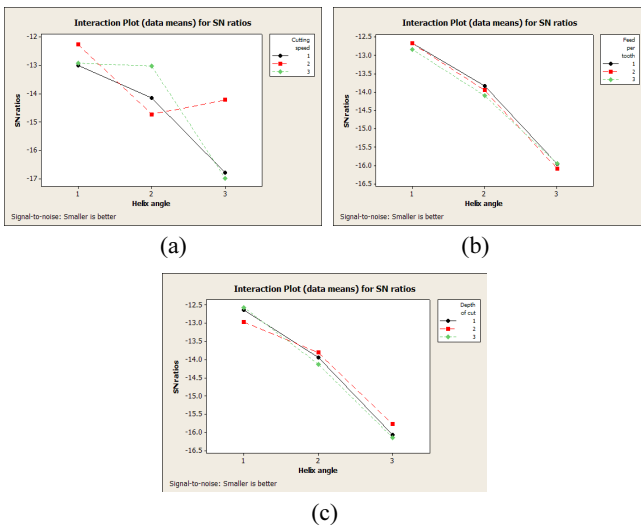 Interaction Plot (data means) for SN ratios
Cutting
speed
1
2
3
-12
-13
-14
-15
-16
-17
SN ratios
1 2 3
Helix angle
Signal-to-noise: Smaller is better
(a)
Interaction Plot (data means) for SN ratios
Feed
per
tooth
1
2
3
-12.5
-13.0
-13.5
-14.0
-14.5
-15.0
-15.5
-16.0
-16.5
SN ratios
1 2 3
Helix angle
Signal-to-noise: Smaller is better
(b)
Interaction Plot (data means) for SN ratios
Depth
of cut
1
2
3
-12.5
-13.0
-13.5
-14.0
-14.5
-15.0
-15.5
-16.0
-16.5
SN ratios
1 2 3
Helix angle
Signal-to-noise: Smaller is better
(c)